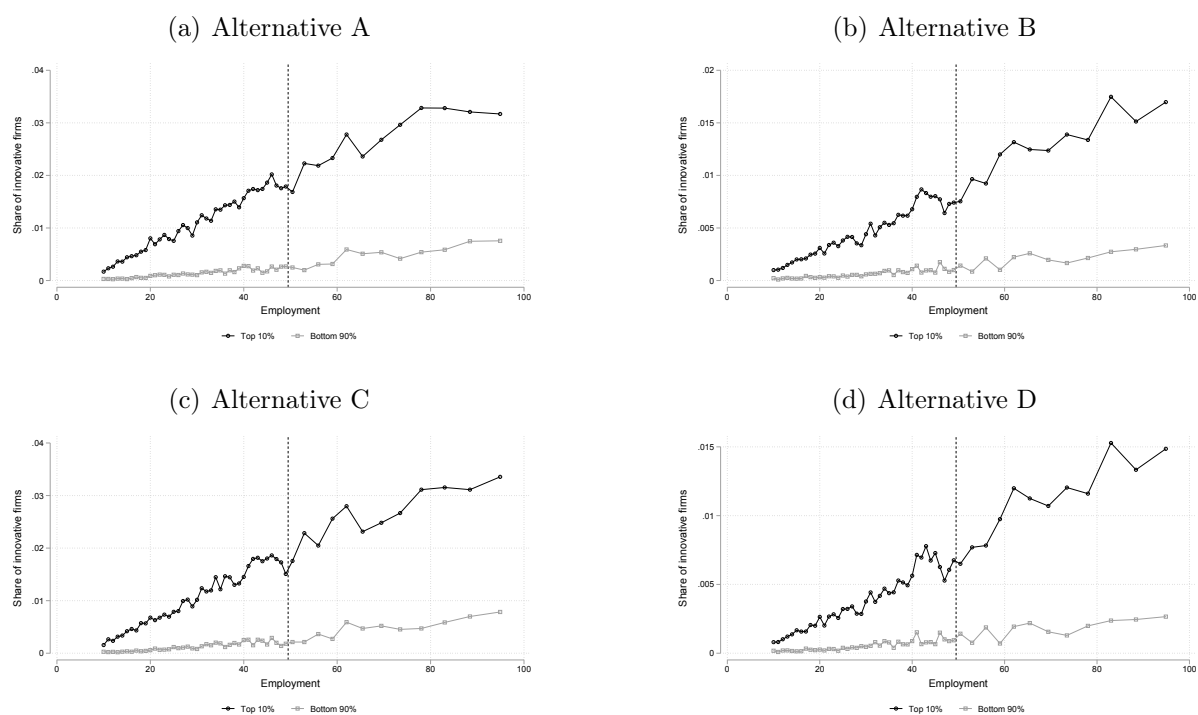 (a) Alternative A
.04
.03
.02
.01
0
Share of innovative firms
0 20 40 60 80 100
Employment
Top 10% Bottom 90%
(b) Alternative B
.02
.015
.01
.005
0
Share of innovative firms
0 20 40 60 80 100
Employment
Top 10% Bottom 90%
(c) Alternative C
.04
.03
.02
.01
0
Share of innovative firms
0 20 40 60 80 100
Employment
Top 10% Bottom 90%
(d) Alternative D
.015
.01
.005
0
Share of innovative firms
0 20 40 60 80 100
Employment
Top 10% Bottom 90%